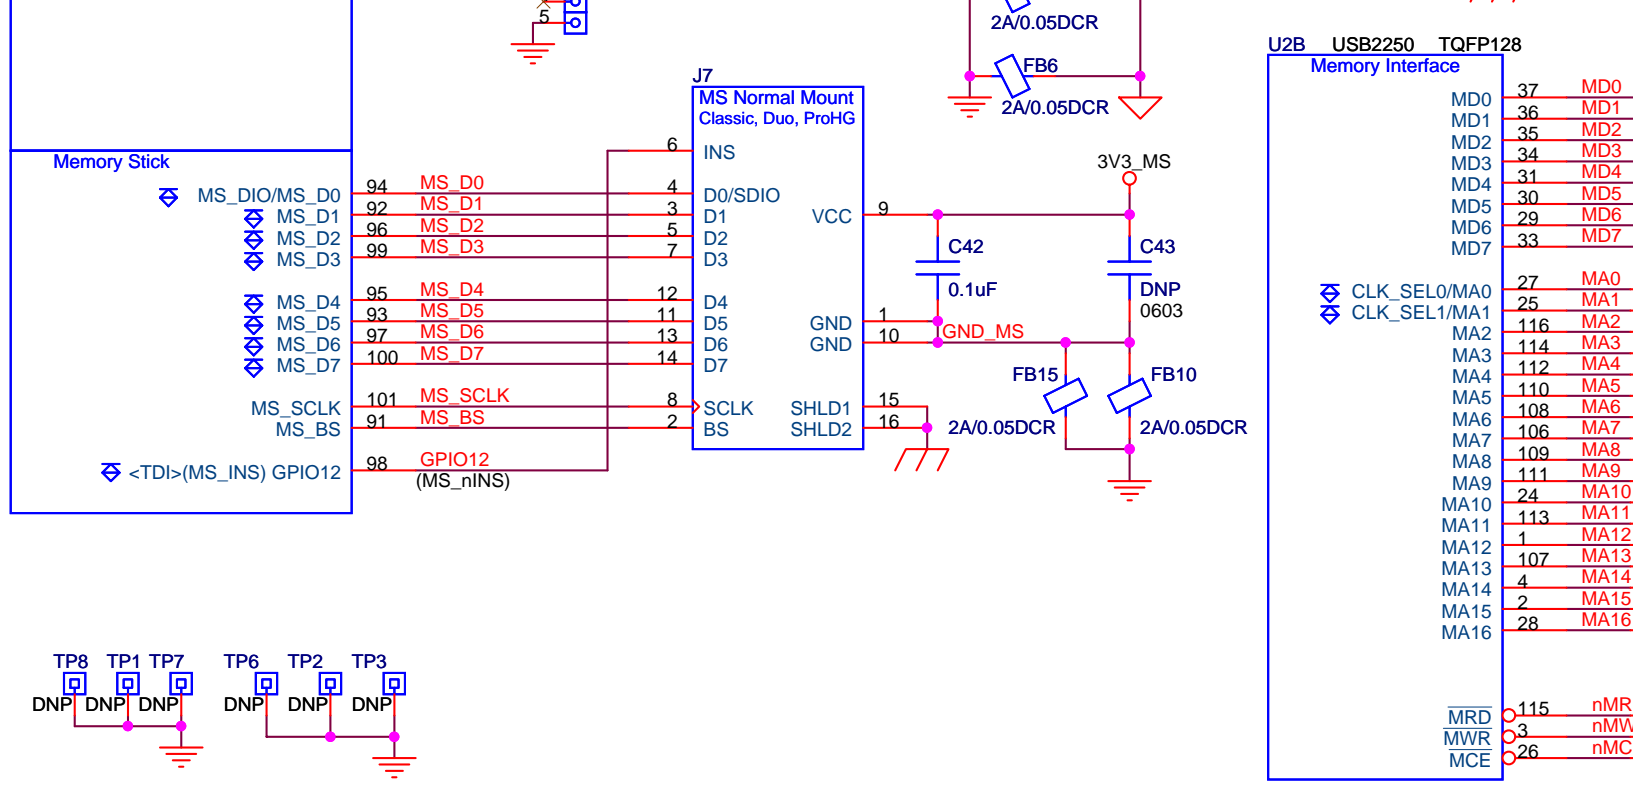 5
2A/0.05DCR
FB6
2A/0.05DCR
J7
MS Normal Mount
Classic, Duo, ProHG
6 INS
4 D0/SDIO
3 D1
5 D2
7 D3
12 D4
11 D5
13 D6
14 D7
8 SCLK
2 BS
VCC 9
GND 1
GND 10
SHLD1 15
SHLD2 16
Memory Stick
MS_DIO/MS_D0 94 MS_D0
MS_D1 92 MS_D1
MS_D2 96 MS_D2
MS_D3 99 MS_D3
MS_D4 95 MS_D4
MS_D5 93 MS_D5
MS_D6 97 MS_D6
MS_D7 100 MS_D7
MS_SCLK 101 MS_SCLK
MS_BS 91 MS_BS
<TDI>(MS_INS) GPIO12 98 GPIO12
(MS_nINS)
3V3_MS
C42
0.1uF
C43
DNP
0603
GND_MS
FB15
2A/0.05DCR
FB10
2A/0.05DCR
U2B USB2250 TQFP128
Memory Interface
MD0 37 MD0
MD1 36 MD1
MD2 35 MD2
MD3 34 MD3
MD4 31 MD4
MD5 30 MD5
MD6 29 MD6
MD7 33 MD7
CLK_SEL0/MA0 27 MA0
CLK_SEL1/MA1 25 MA1
MA2 116 MA2
MA3 114 MA3
MA4 112 MA4
MA5 110 MA5
MA6 108 MA6
MA7 106 MA7
MA8 109 MA8
MA9 111 MA9
MA10 24 MA10
MA11 113 MA11
MA12 1 MA12
MA13 107 MA13
MA14 4 MA14
MA15 2 MA15
MA16 28 MA16
MRD 115 nMR
MWR 3 nMW
MCE 26 nMC
TP8 TP1 TP7
DNP DNP DNP
TP6 TP2 TP3
DNP DNP DNP